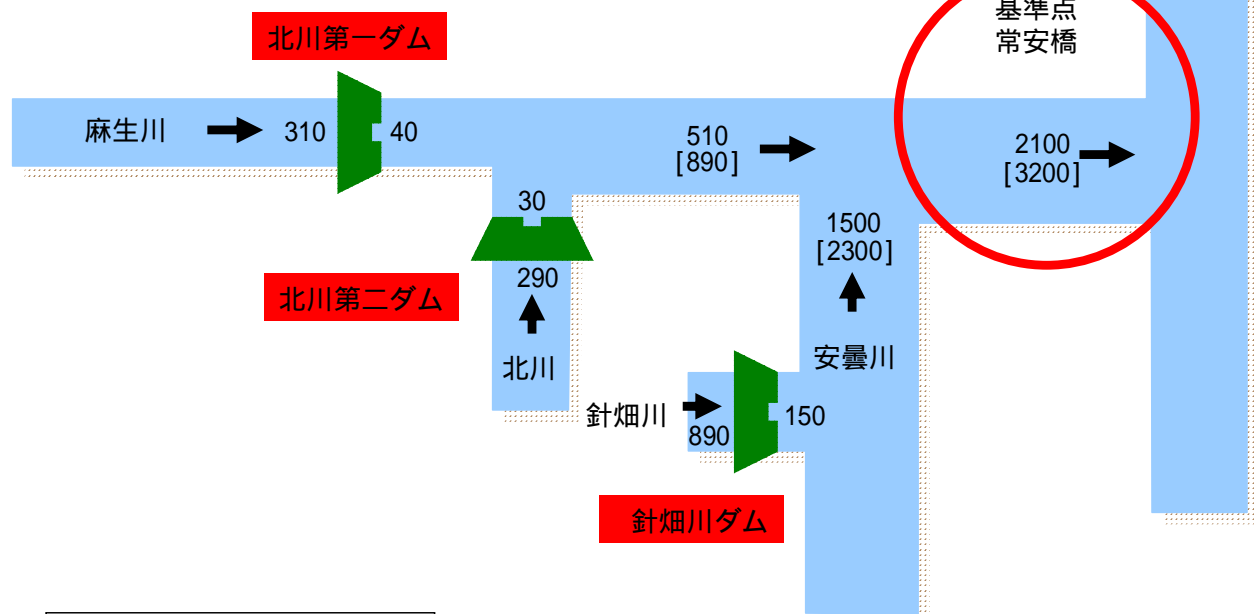 基準点
常安橋
北川第一ダム
麻生川
310
40
510
[890]
2100
[3200]
30
290
北川第二ダム
北川
1500
[2300]
安曇川
針畑川
890
150
針畑川ダム